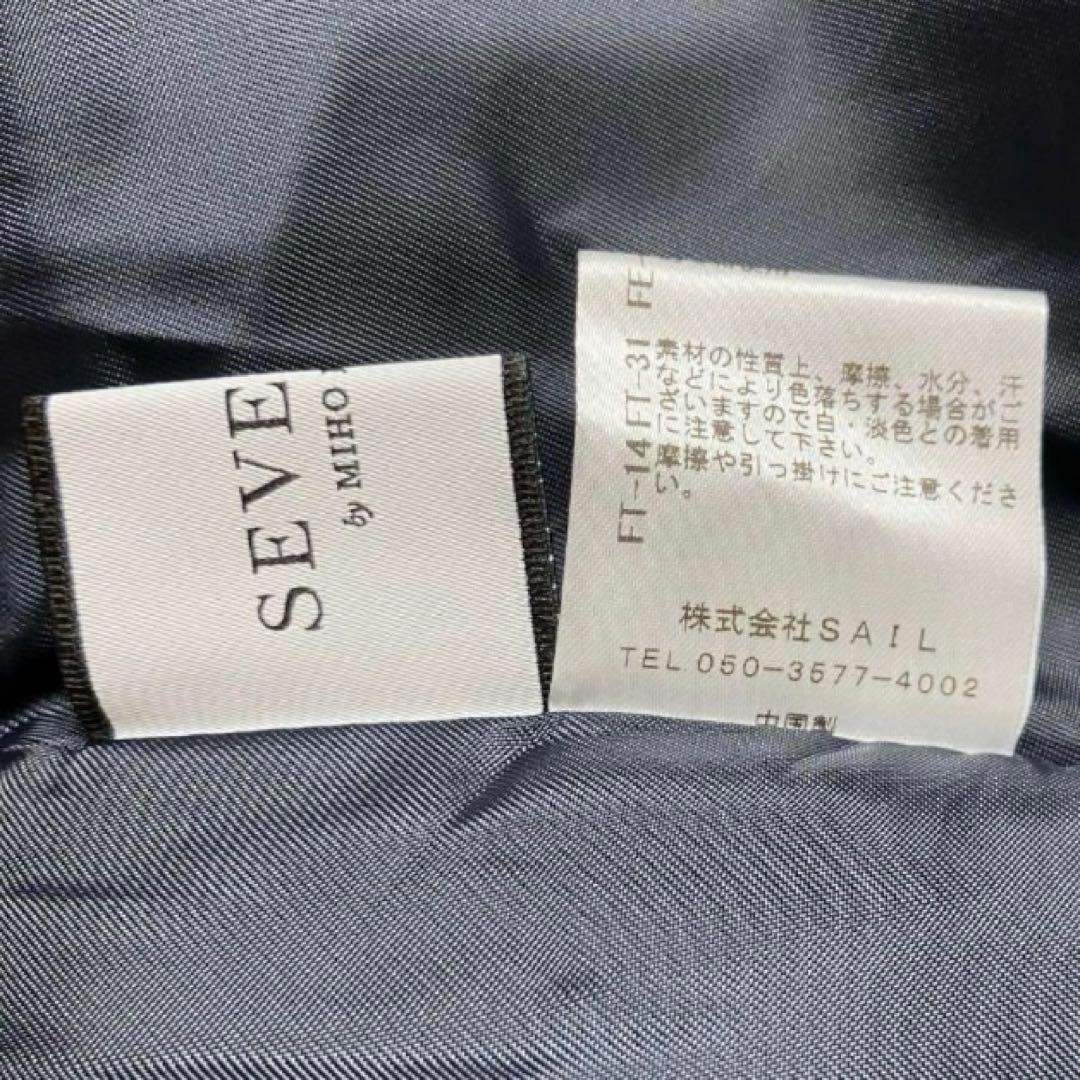 SEVE
by MIHO
FT-14 FT-31 FE-
素材の性質上、摩擦、水分、汗
などにより色落ちする場合がご
ざいますので白・淡色との着用
に注意して下さい。
摩擦や引っ掛けにご注意くださ
い。
株式会社SAIL
TEL 050-3577-4002
中国製